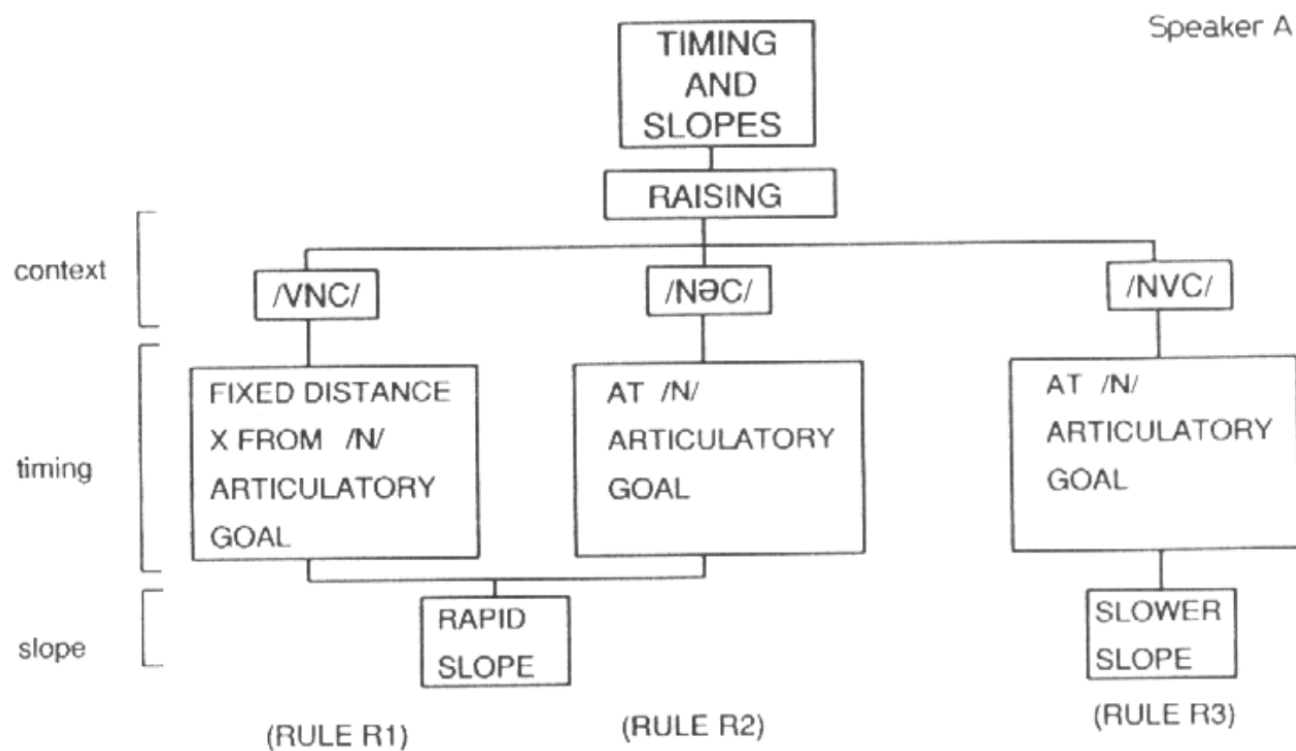 Speaker A
TIMING
AND
SLOPES
RAISING
context
/VNC/
/NəC/
/NVC/
timing
FIXED DISTANCE
X FROM /N/
ARTICULATORY
GOAL
AT /N/
ARTICULATORY
GOAL
AT /N/
ARTICULATORY
GOAL
slope
RAPID
SLOPE
SLOWER
SLOPE
(RULE R1)
(RULE R2)
(RULE R3)